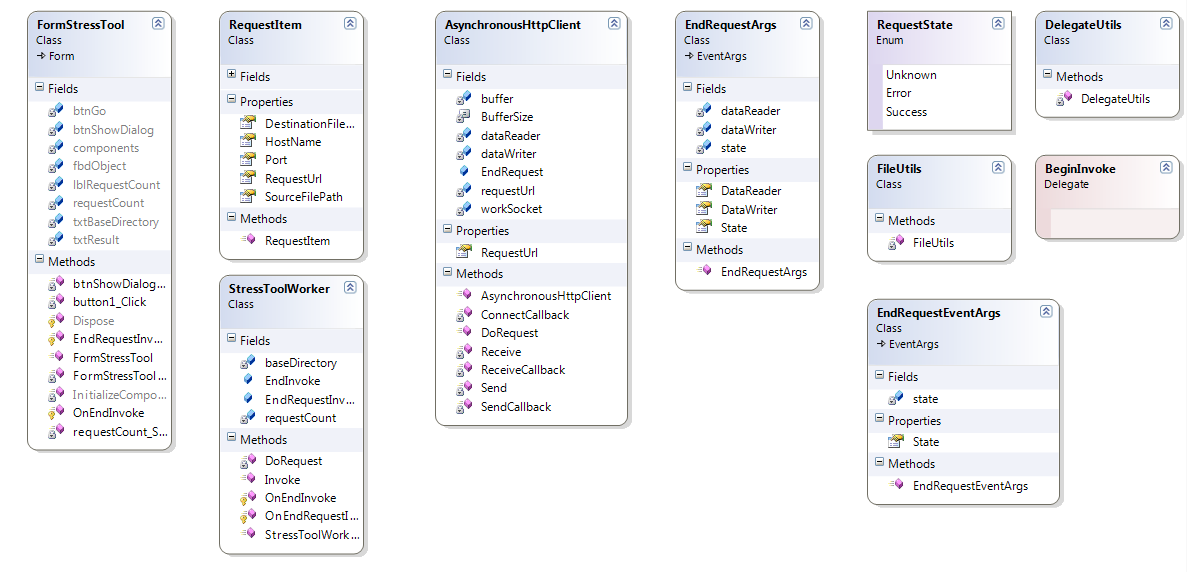 FormStressTool
Class
Form
Fields
btnGo
btnShowDialog
components
fbdObject
lblRequestCount
requestCount
txtBaseDirectory
txtResult
Methods
btnShowDialog...
button1_Click
Dispose
EndRequestInv...
FormStressTool
FormStressTool...
InitializeCompo...
OnEndInvoke
requestCount_S...
RequestItem
Class
Fields
Properties
DestinationFile...
HostName
Port
RequestUrl
SourceFilePath
Methods
RequestItem
StressToolWorker
Class
Fields
baseDirectory
EndInvoke
EndRequestInv...
requestCount
Methods
DoRequest
Invoke
OnEndInvoke
OnEndRequestI...
StressToolWork...
AsynchronousHttpClient
Class
Fields
buffer
BufferSize
dataReader
dataWriter
EndRequest
requestUrl
workSocket
Properties
RequestUrl
Methods
AsynchronousHttpClient
ConnectCallback
DoRequest
Receive
ReceiveCallback
Send
SendCallback
EndRequestArgs
Class
EventArgs
Fields
dataReader
dataWriter
state
Properties
DataReader
DataWriter
State
Methods
EndRequestArgs
RequestState
Enum
Unknown
Error
Success
DelegateUtils
Class
Methods
DelegateUtils
FileUtils
Class
Methods
FileUtils
BeginInvoke
Delegate
EndRequestEventArgs
Class
EventArgs
Fields
state
Properties
State
Methods
EndRequestEventArgs